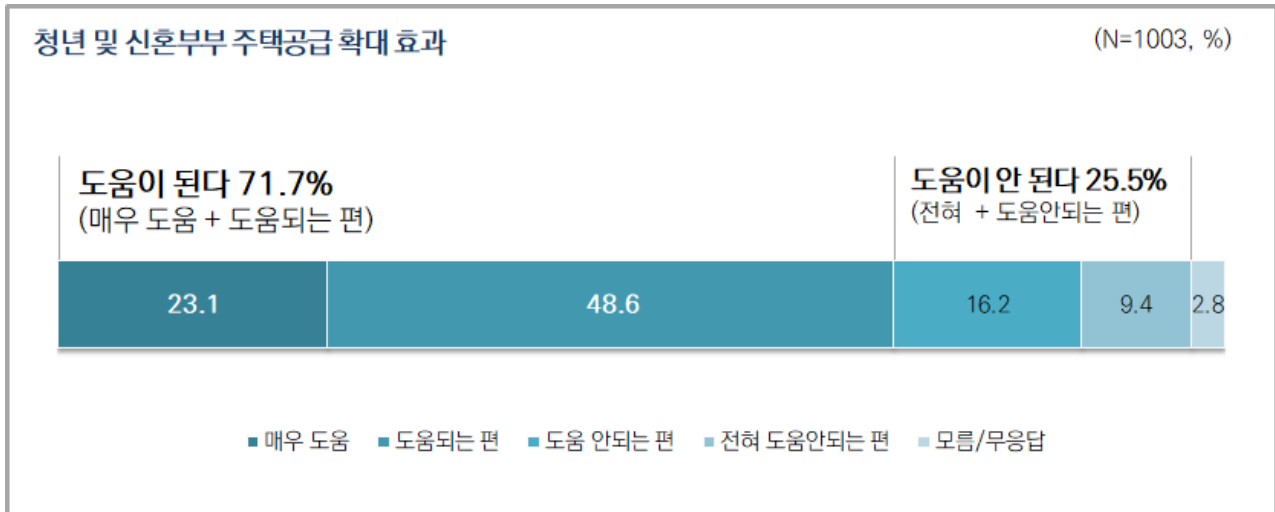 청년 및 신혼부부 주택공급 확대 효과
(N=1003, %)
도움이 된다 71.7%
(매우 도움 + 도움되는 편)
도움이 안 된다 25.5%
(전혀 + 도움안되는 편)
23.1 48.6 16.2 9.4 2.8
매우 도움 도움되는 편 도움 안되는 편 전혀 도움안되는 편 모름/무응답